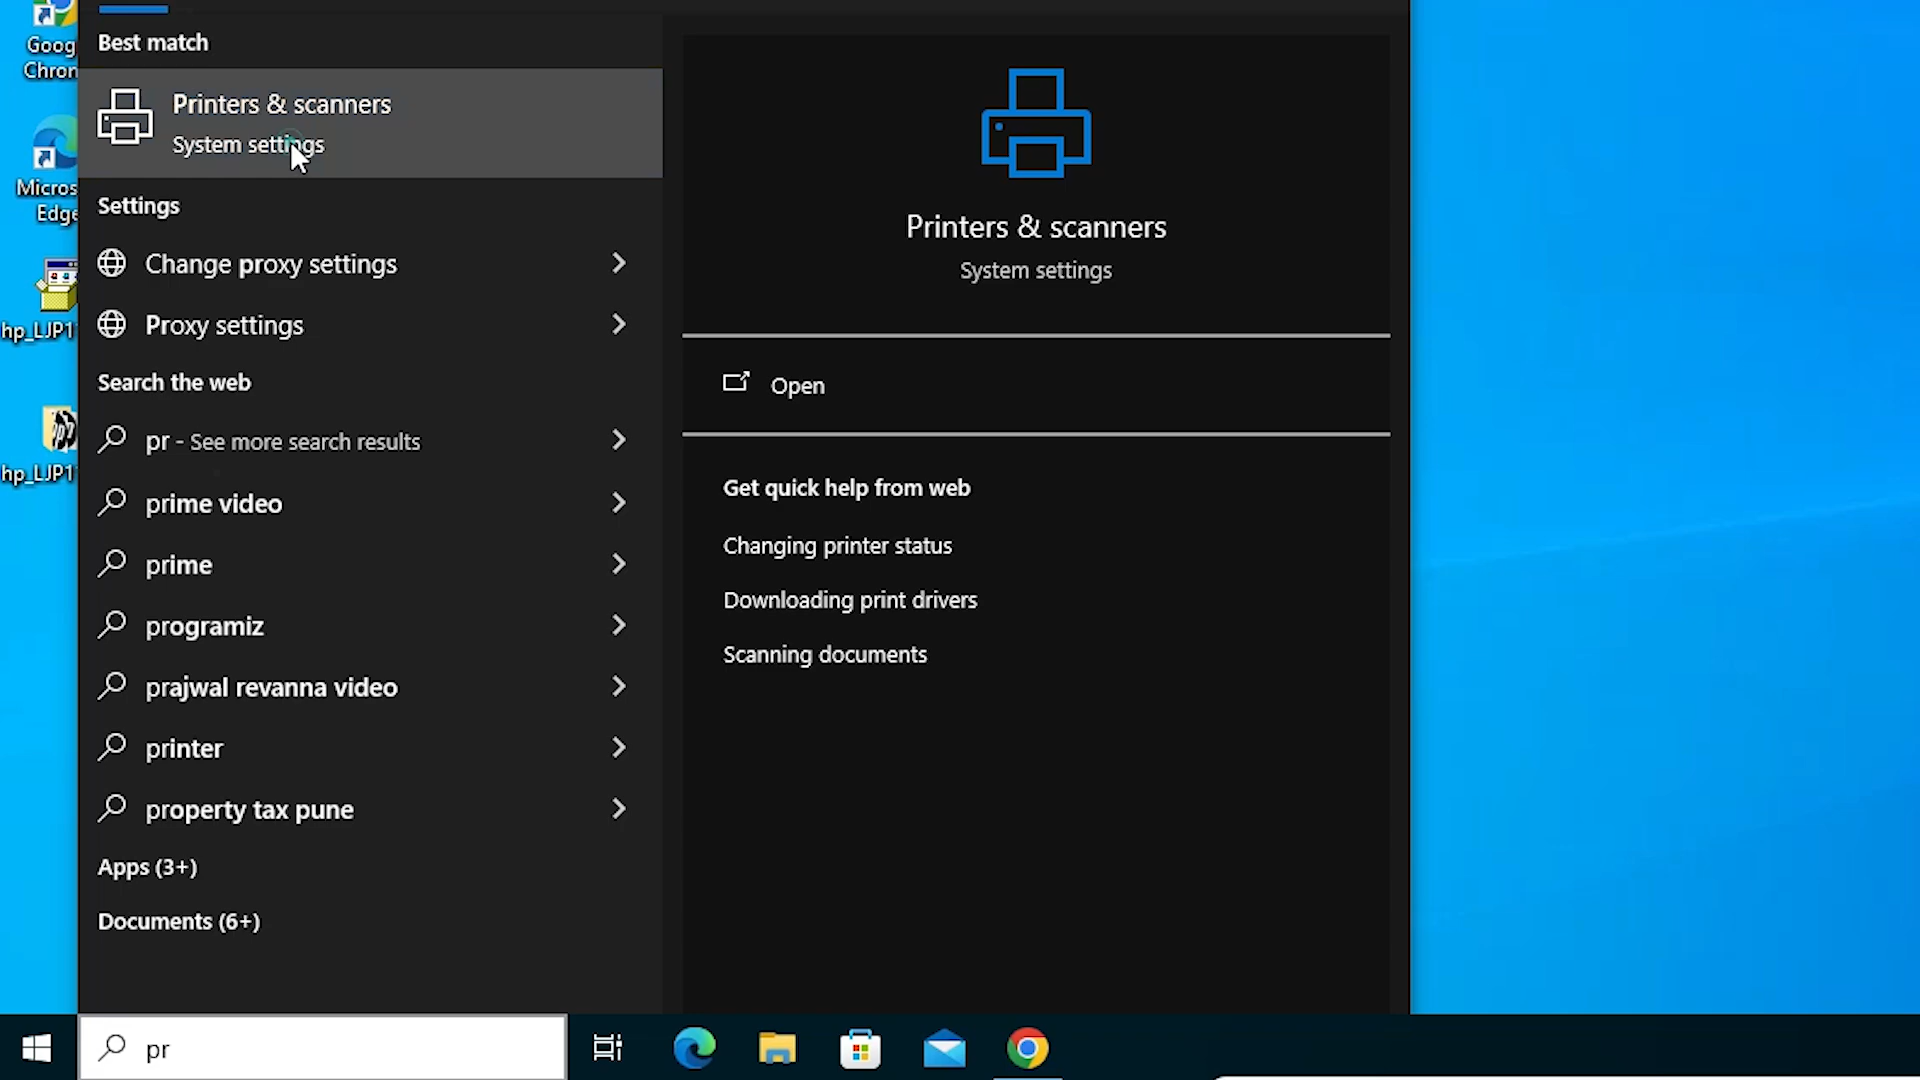 Goog
Chron
Micros
Edge
hp_LJP1
hp_LJP1
Best match
Printers & scanners
System settings
Settings
Change proxy settings
Proxy settings
Search the web
pr - See more search results
prime video
prime
programiz
prajwal revanna video
printer
property tax pune
Apps (3+)
Documents (6+)
Printers & scanners
System settings
Open
Get quick help from web
Changing printer status
Downloading print drivers
Scanning documents
pr